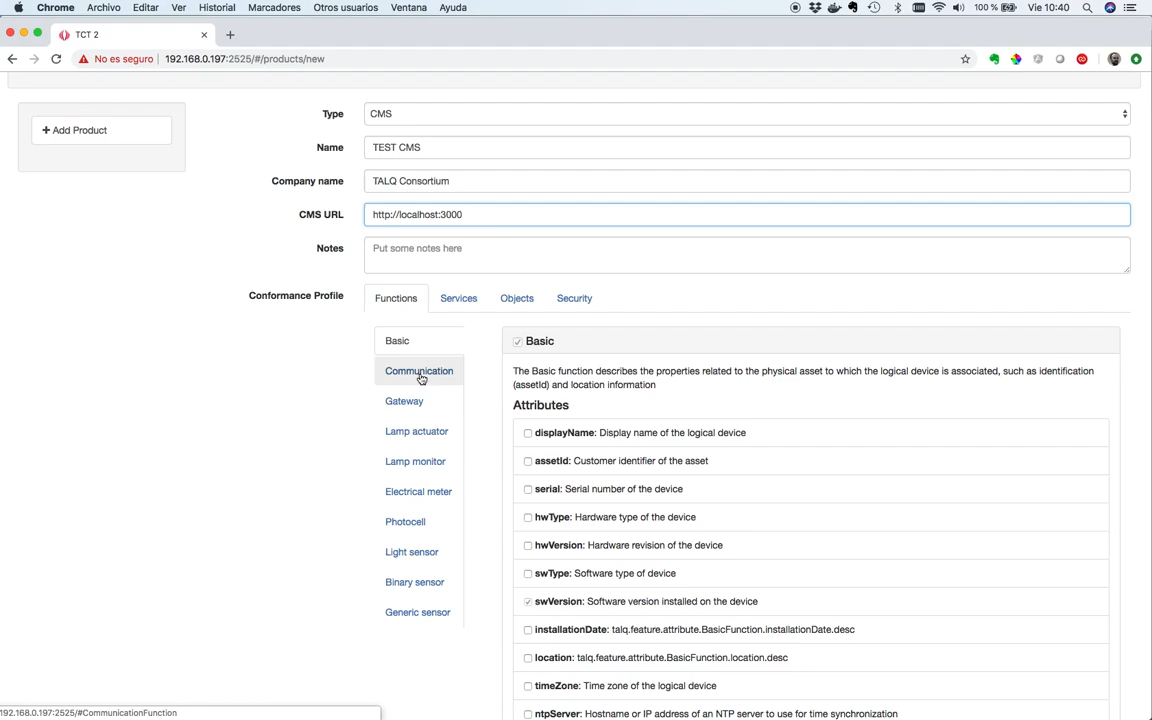 Chrome Archivo Editar Ver Historial Marcadores Otros usuarios Ventana Ayuda 100 % Vie 10:40
TCT 2
No es seguro 192.168.0.197:2525/#/products/new
Type CMS
Add Product
Name TEST CMS
Company name TALQ Consortium
CMS URL http://localhost:3000
Notes Put some notes here
Conformance Profile Functions Services Objects Security
Basic
Communication
Gateway
Lamp actuator
Lamp monitor
Electrical meter
Photocell
Light sensor
Binary sensor
Generic sensor
Basic
The Basic function describes the properties related to the physical asset to which the logical device is associated, such as identification
(assetId) and location information
Attributes
displayName: Display name of the logical device
assetId: Customer identifier of the asset
serial: Serial number of the device
hwType: Hardware type of the device
hwVersion: Hardware revision of the device
swType: Software type of device
swVersion: Software version installed on the device
installationDate: talq.feature.attribute.BasicFunction.installationDate.desc
location: talq.feature.attribute.BasicFunction.location.desc
timeZone: Time zone of the logical device
ntpServer: Hostname or IP address of an NTP server to use for time synchronization
192.168.0.197:2525/#CommunicationFunction